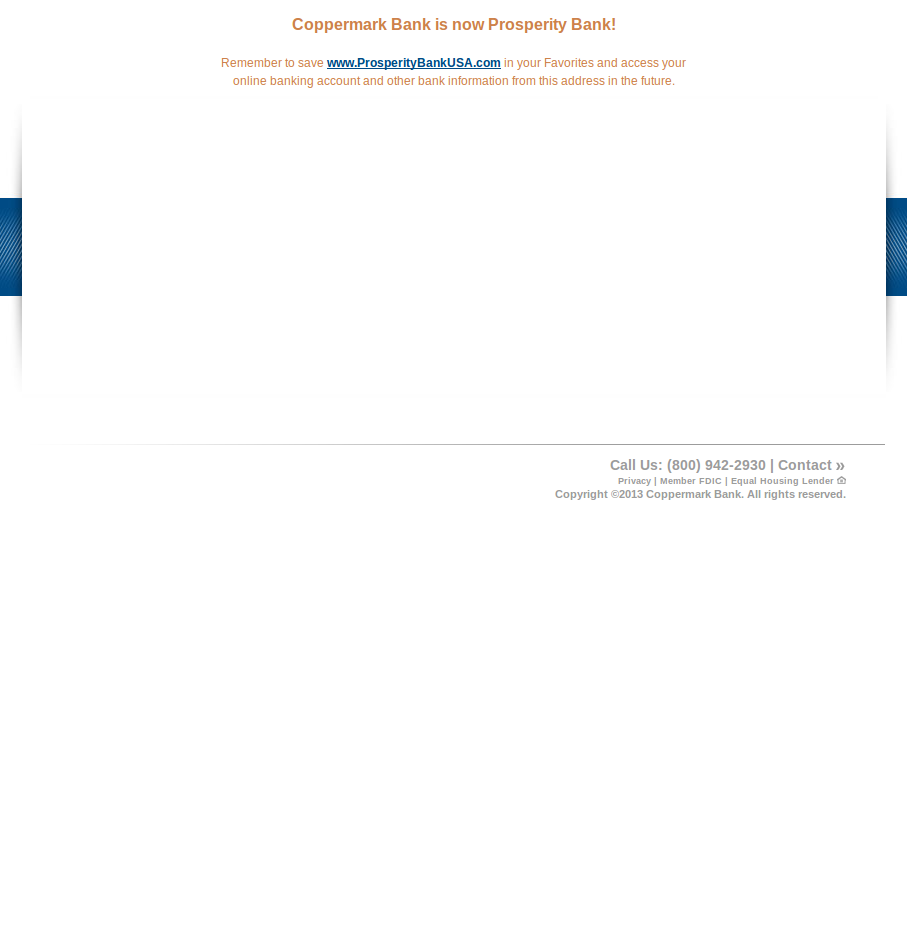 Coppermark Bank is now Prosperity Bank!
Remember to save www.ProsperityBankUSA.com in your Favorites and access your
online banking account and other bank information from this address in the future.
Call Us: (800) 942-2930 | Contact »
Privacy | Member FDIC | Equal Housing Lender
Copyright ©2013 Coppermark Bank. All rights reserved.